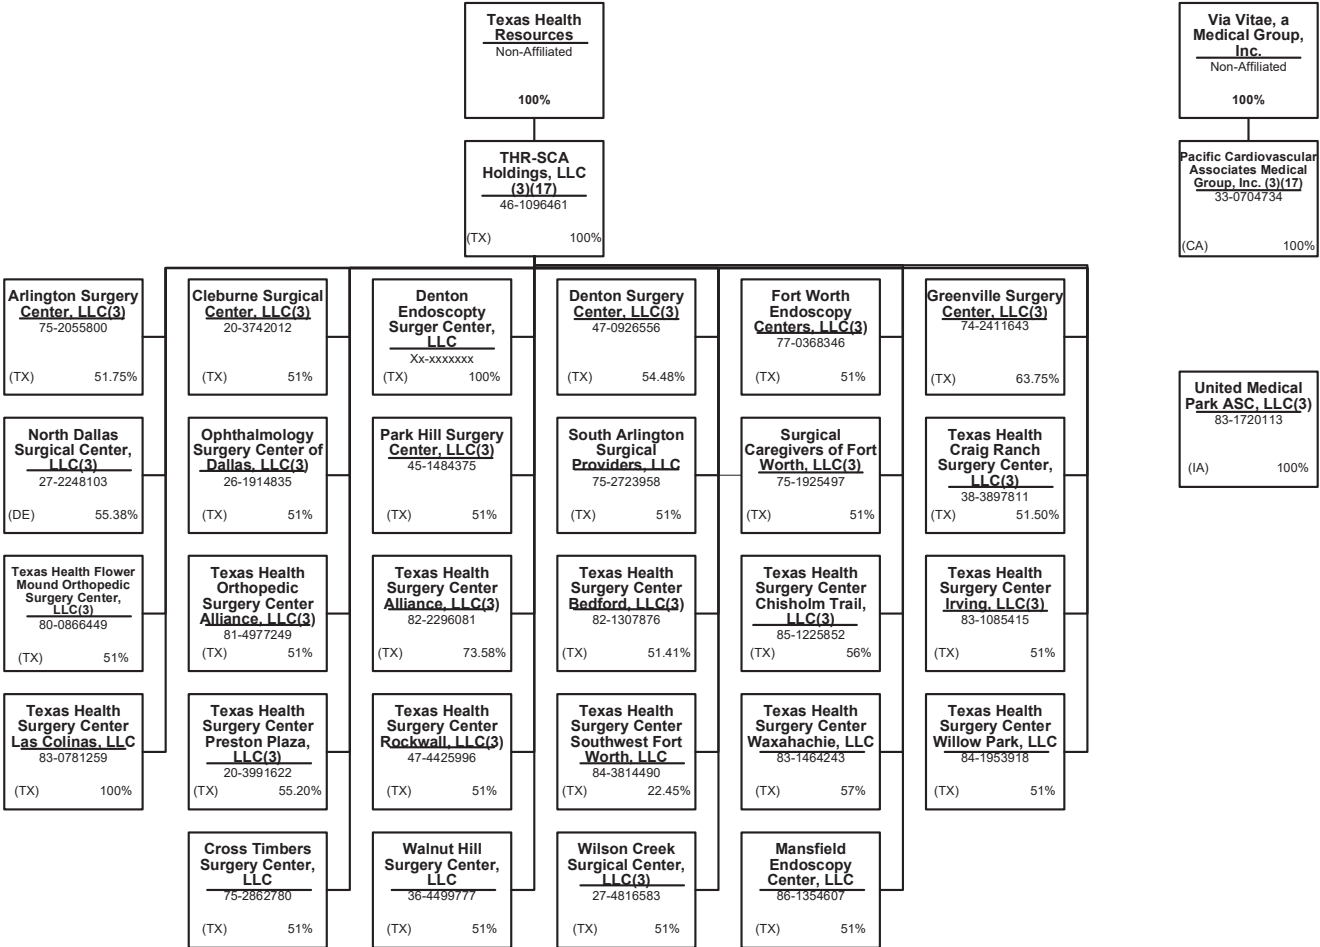 Texas Health
Resources
Non-Affiliated
100%
Via Vitae, a
Medical Group,
Inc.
Non-Affiliated
100%
THR-SCA
Holdings, LLC
(3)(17)
46-1096461
(TX) 100%
Pacific Cardiovascular
Associates Medical
Group, Inc. (3)(17)
33-0704734
(CA) 100%
Arlington Surgery
Center, LLC(3)
75-2055800
(TX) 51.75%
Cleburne Surgical
Center, LLC(3)
20-3742012
(TX) 51%
Denton
Endoscopty
Surger Center,
LLC
Xx-xxxxxxx
(TX) 100%
Denton Surgery
Center, LLC(3)
47-0926556
(TX) 54.48%
Fort Worth
Endoscopy
Centers, LLC(3)
77-0368346
(TX) 51%
Greenville Surgery
Center, LLC(3)
74-2411643
(TX) 63.75%
United Medical
Park ASC, LLC(3)
83-1720113
(IA) 100%
North Dallas
Surgical Center,
LLC(3)
27-2248103
(DE) 55.38%
Ophthalmology
Surgery Center of
Dallas, LLC(3)
26-1914835
(TX) 51%
Park Hill Surgery
Center, LLC(3)
45-1484375
(TX) 51%
South Arlington
Surgical
Providers, LLC
75-2723958
(TX) 51%
Surgical
Caregivers of Fort
Worth, LLC(3)
75-1925497
(TX) 51%
Texas Health
Craig Ranch
Surgery Center,
LLC(3)
38-3897811
(TX) 51.50%
Texas Health Flower
Mound Orthopedic
Surgery Center,
LLC(3)
80-0866449
(TX) 51%
Texas Health
Orthopedic
Surgery Center
Alliance, LLC(3)
81-4977249
(TX) 51%
Texas Health
Surgery Center
Alliance, LLC(3)
82-2296081
(TX) 73.58%
Texas Health
Surgery Center
Bedford, LLC(3)
82-1307876
(TX) 51.41%
Texas Health
Surgery Center
Chisholm Trail,
LLC(3)
85-1225852
(TX) 56%
Texas Health
Surgery Center
Irving, LLC(3)
83-1085415
(TX) 51%
Texas Health
Surgery Center
Las Colinas, LLC
83-0781259
(TX) 100%
Texas Health
Surgery Center
Preston Plaza,
LLC(3)
20-3991622
(TX) 55.20%
Texas Health
Surgery Center
Rockwall, LLC(3)
47-4425996
(TX) 51%
Texas Health
Surgery Center
Southwest Fort
Worth, LLC
84-3814490
(TX) 22.45%
Texas Health
Surgery Center
Waxahachie, LLC
83-1464243
(TX) 57%
Texas Health
Surgery Center
Willow Park, LLC
84-1953918
(TX) 51%
Cross Timbers
Surgery Center,
LLC
75-2862780
(TX) 51%
Walnut Hill
Surgery Center,
LLC
36-4499777
(TX) 51%
Wilson Creek
Surgical Center,
LLC(3)
27-4816583
(TX) 51%
Mansfield
Endoscopy
Center, LLC
86-1354607
(TX) 51%